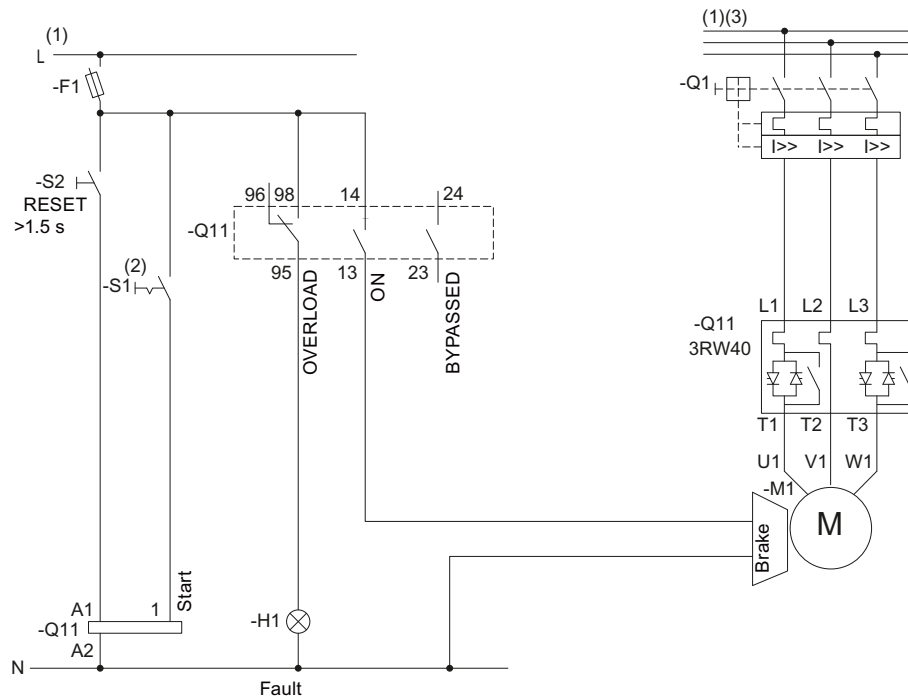 (1)
L
-F1
-S2
RESET
>1.5 s
(2)
-S1
96 98 14 24
-Q11
95 13 23
OVERLOAD
ON
BYPASSED
A1 1
Start
-Q11
A2
-H1
N
Fault
(1)(3)
-Q1
I>> I>> I>>
L1 L2 L3
-Q11
3RW40
T1 T2 T3
U1 V1 W1
-M1
M
Brake